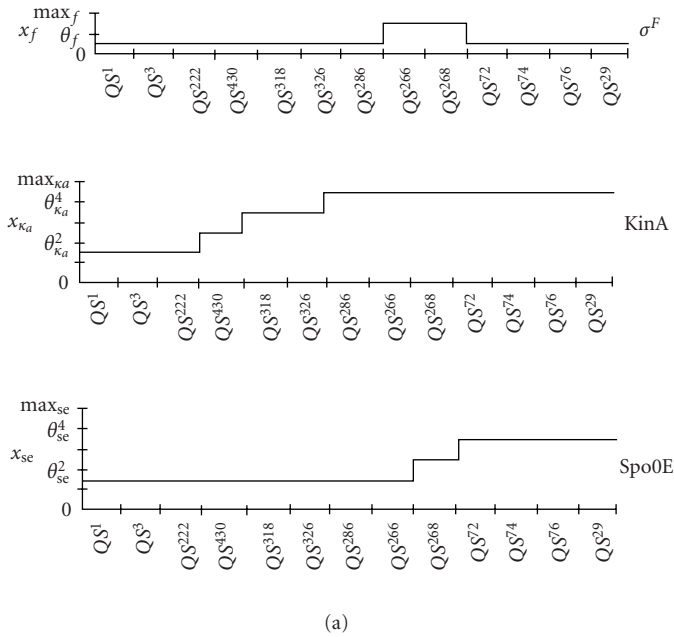 max_f
x_f θ_f σ^F
0
QS^1 QS^3 QS^222 QS^430 QS^318 QS^326 QS^286 QS^266 QS^268 QS^72 QS^74 QS^76 QS^29
max_κa
θ^4_κa
x_κa KinA
θ^2_κa
0
QS^1 QS^3 QS^222 QS^430 QS^318 QS^326 QS^286 QS^266 QS^268 QS^72 QS^74 QS^76 QS^29
max_se
θ^4_se
x_se Spo0E
θ^2_se
0
QS^1 QS^3 QS^222 QS^430 QS^318 QS^326 QS^286 QS^266 QS^268 QS^72 QS^74 QS^76 QS^29
(a)